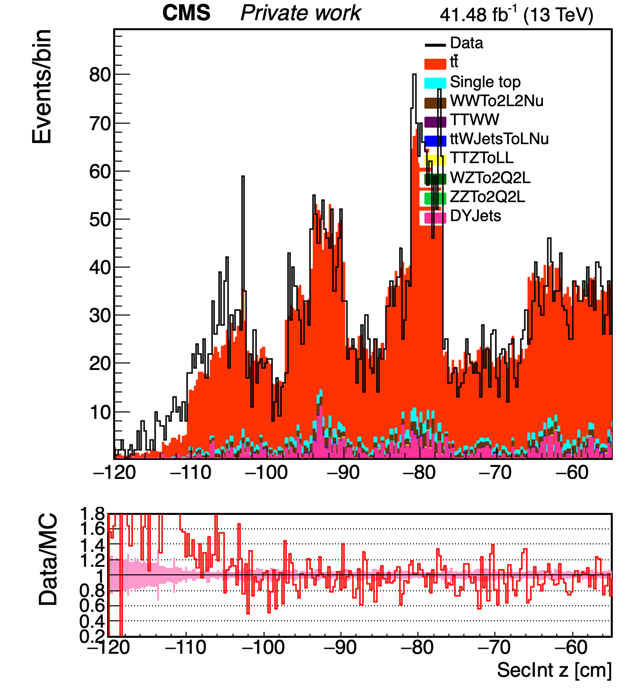 CMS Private work 41.48 fb⁻¹ (13 TeV)
Events/bin
80
70
60
50
40
30
20
10
Data
tt̄
Single top
WWTo2L2Nu
TTWW
ttWJetsToLNu
TTZToLL
WZTo2Q2L
ZZTo2Q2L
DYJets
−120 −110 −100 −90 −80 −70 −60
Data/MC
1.8
1.6
1.4
1.2
1
0.8
0.6
0.4
0.2
−120 −110 −100 −90 −80 −70 −60
SecInt z [cm]